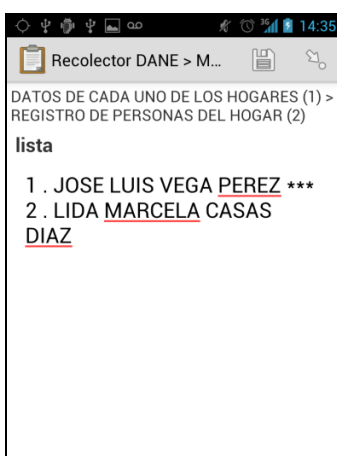 3G 14:35
Recolector DANE > M...
DATOS DE CADA UNO DE LOS HOGARES (1) >
REGISTRO DE PERSONAS DEL HOGAR (2)
lista
1 . JOSE LUIS VEGA PEREZ ***
2 . LIDA MARCELA CASAS
DIAZ